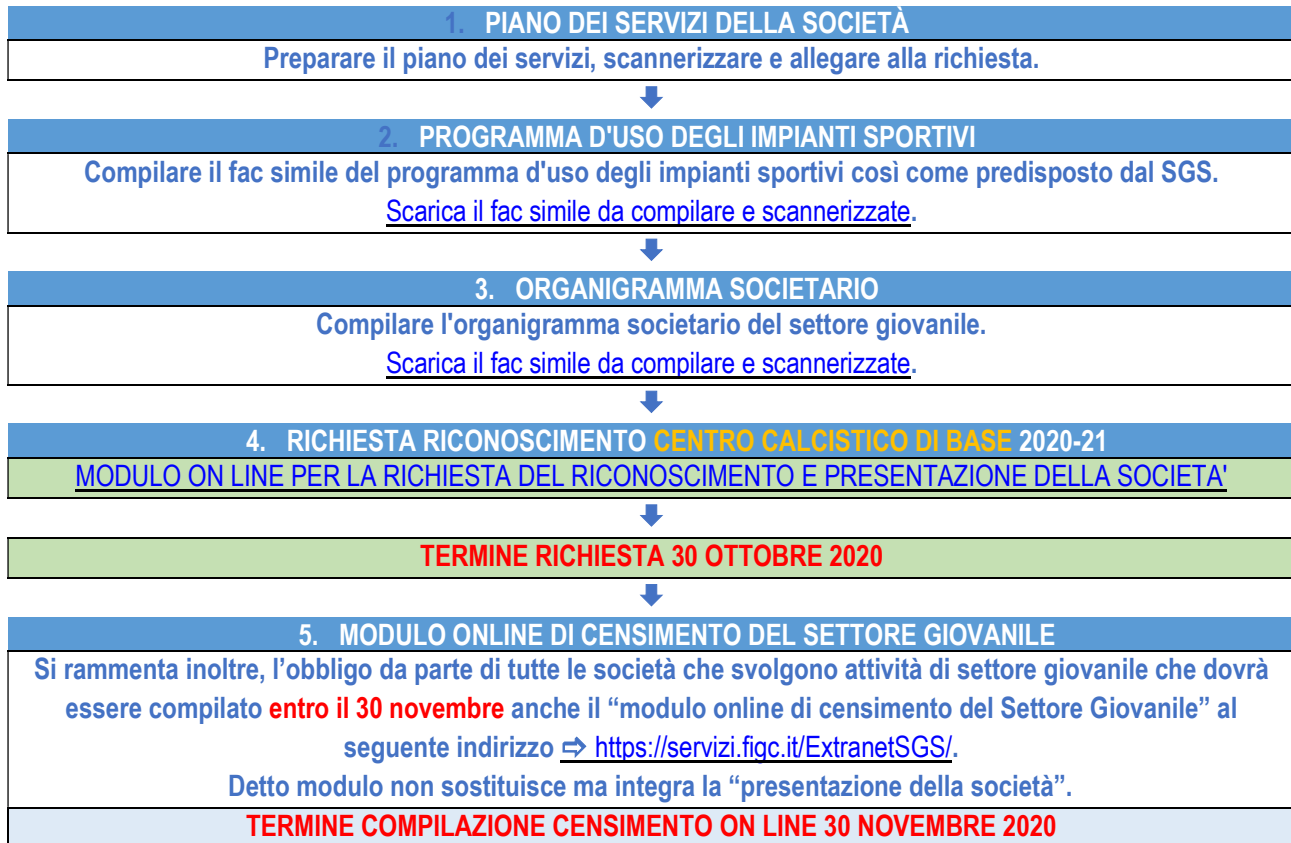 1. PIANO DEI SERVIZI DELLA SOCIETÀ
Preparare il piano dei servizi, scannerizzare e allegare alla richiesta.
2. PROGRAMMA D'USO DEGLI IMPIANTI SPORTIVI
Compilare il fac simile del programma d'uso degli impianti sportivi così come predisposto dal SGS.
Scarica il fac simile da compilare e scannerizzate.
3. ORGANIGRAMMA SOCIETARIO
Compilare l'organigramma societario del settore giovanile.
Scarica il fac simile da compilare e scannerizzate.
4. RICHIESTA RICONOSCIMENTO CENTRO CALCISTICO DI BASE 2020-21
MODULO ON LINE PER LA RICHIESTA DEL RICONOSCIMENTO E PRESENTAZIONE DELLA SOCIETA'
TERMINE RICHIESTA 30 OTTOBRE 2020
5. MODULO ONLINE DI CENSIMENTO DEL SETTORE GIOVANILE
Si rammenta inoltre, l’obbligo da parte di tutte le società che svolgono attività di settore giovanile che dovrà
essere compilato entro il 30 novembre anche il “modulo online di censimento del Settore Giovanile” al
seguente indirizzo ⇨ https://servizi.figc.it/ExtranetSGS/.
Detto modulo non sostituisce ma integra la “presentazione della società”.
TERMINE COMPILAZIONE CENSIMENTO ON LINE 30 NOVEMBRE 2020